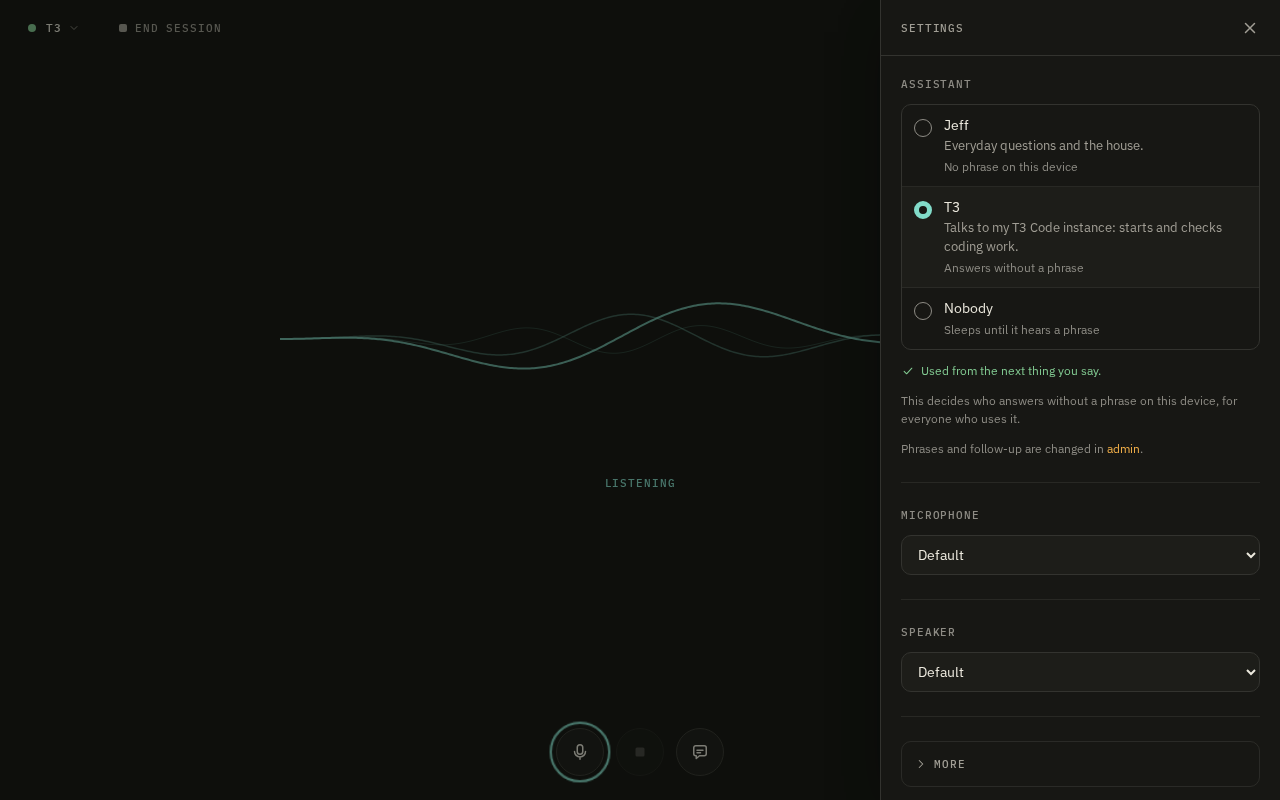 T3
END SESSION
LISTENING
SETTINGS
ASSISTANT
Jeff
Everyday questions and the house.
No phrase on this device
T3
Talks to my T3 Code instance: starts and checks
coding work.
Answers without a phrase
Nobody
Sleeps until it hears a phrase
Used from the next thing you say.
This decides who answers without a phrase on this device, for
everyone who uses it.
Phrases and follow-up are changed in admin.
MICROPHONE
Default
SPEAKER
Default
MORE